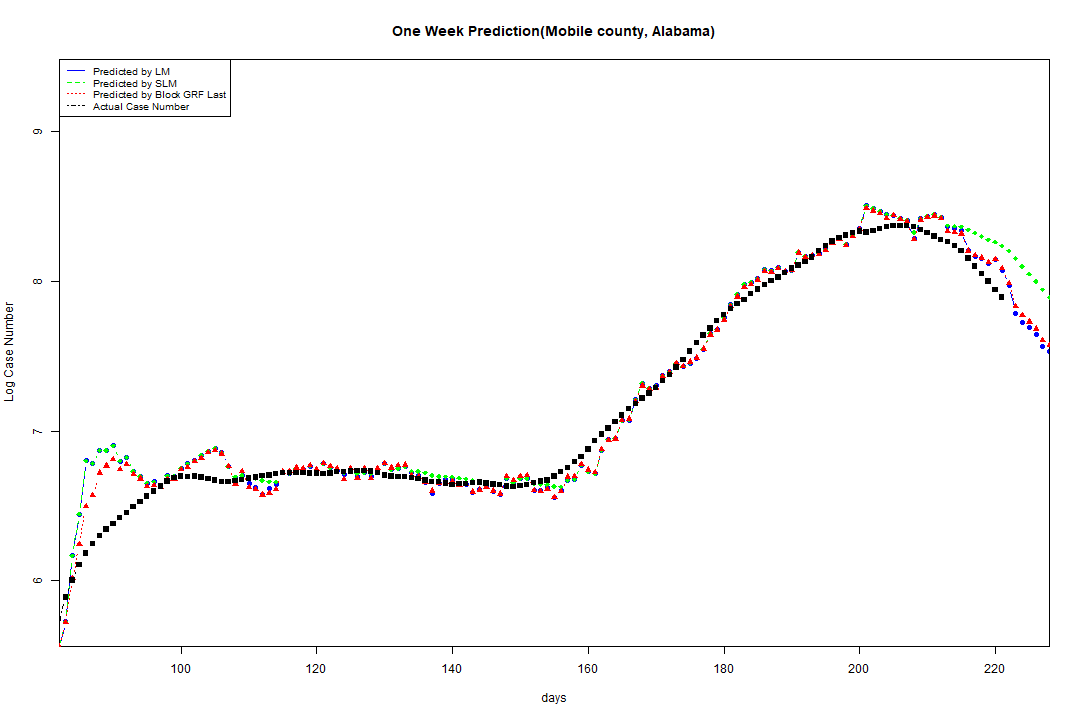 One Week Prediction(Mobile county, Alabama)
Predicted by LM
Predicted by SLM
Predicted by Block GRF Last
Actual Case Number
9
8
7
6
Log Case Number
100 120 140 160 180 200 220
days